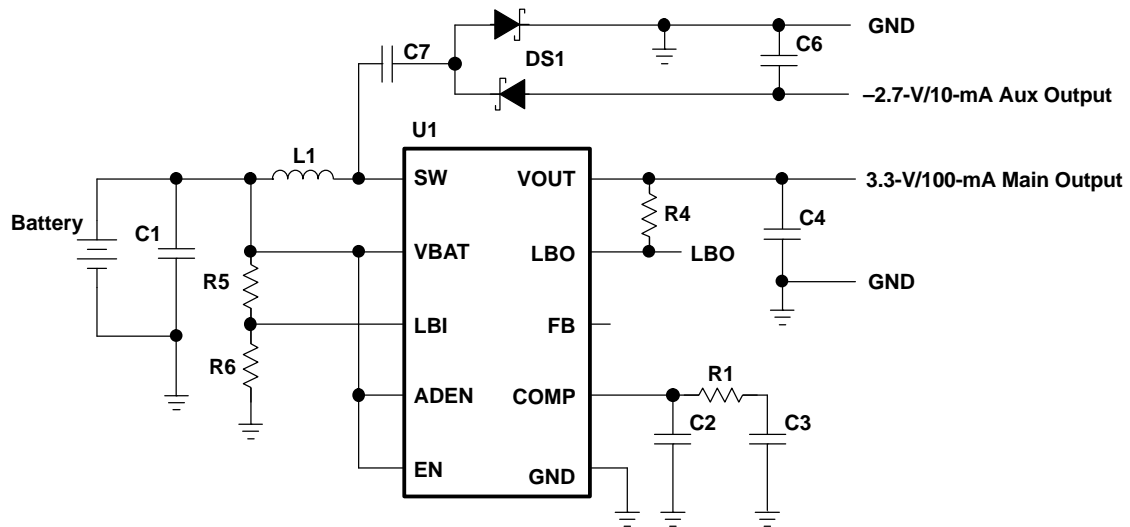 GND
C7
DS1
C6
–2.7-V/10-mA Aux Output
U1
L1
SW
VOUT
3.3-V/100-mA Main Output
Battery
C1
R4
C4
VBAT
LBO
LBO
R5
GND
LBI
FB
R6
R1
ADEN
COMP
C2
C3
EN
GND